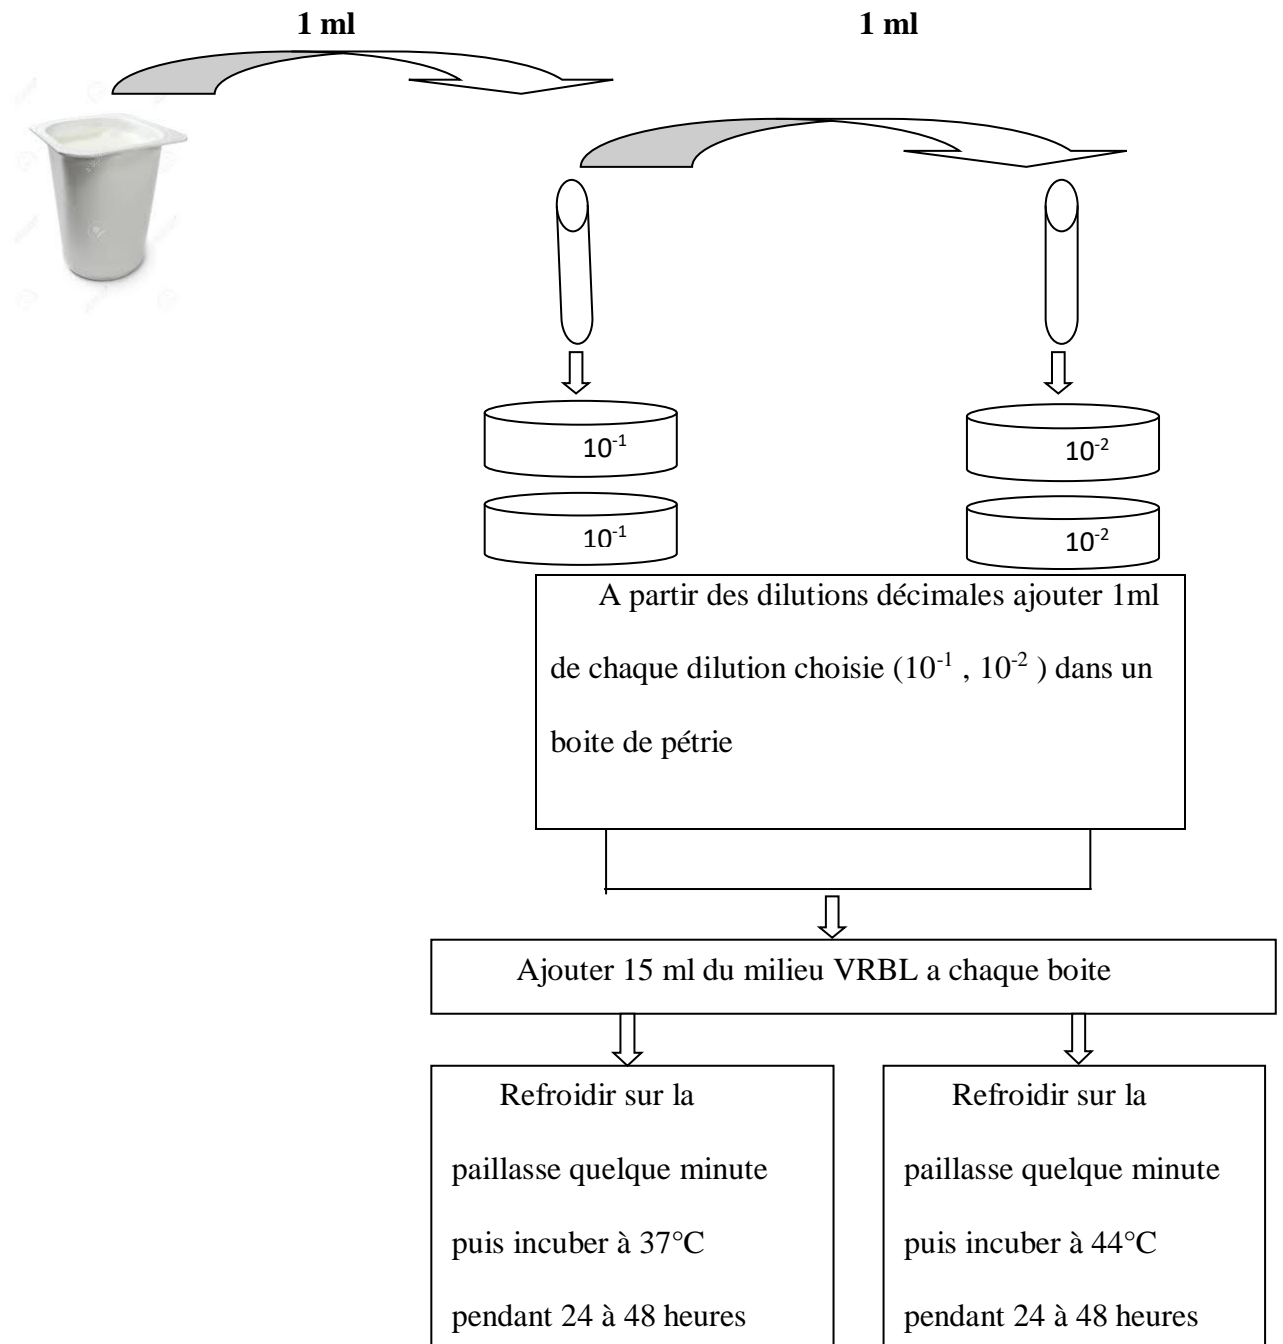 1 ml
1 ml
10⁻¹
10⁻²
10⁻¹
10⁻²
A partir des dilutions décimales ajouter 1ml
de chaque dilution choisie (10⁻¹ , 10⁻² ) dans un
boite de pétrie
Ajouter 15 ml du milieu VRBL a chaque boite
Refroidir sur la
paillasse quelque minute
puis incuber à 37°C
pendant 24 à 48 heures
Refroidir sur la
paillasse quelque minute
puis incuber à 44°C
pendant 24 à 48 heures